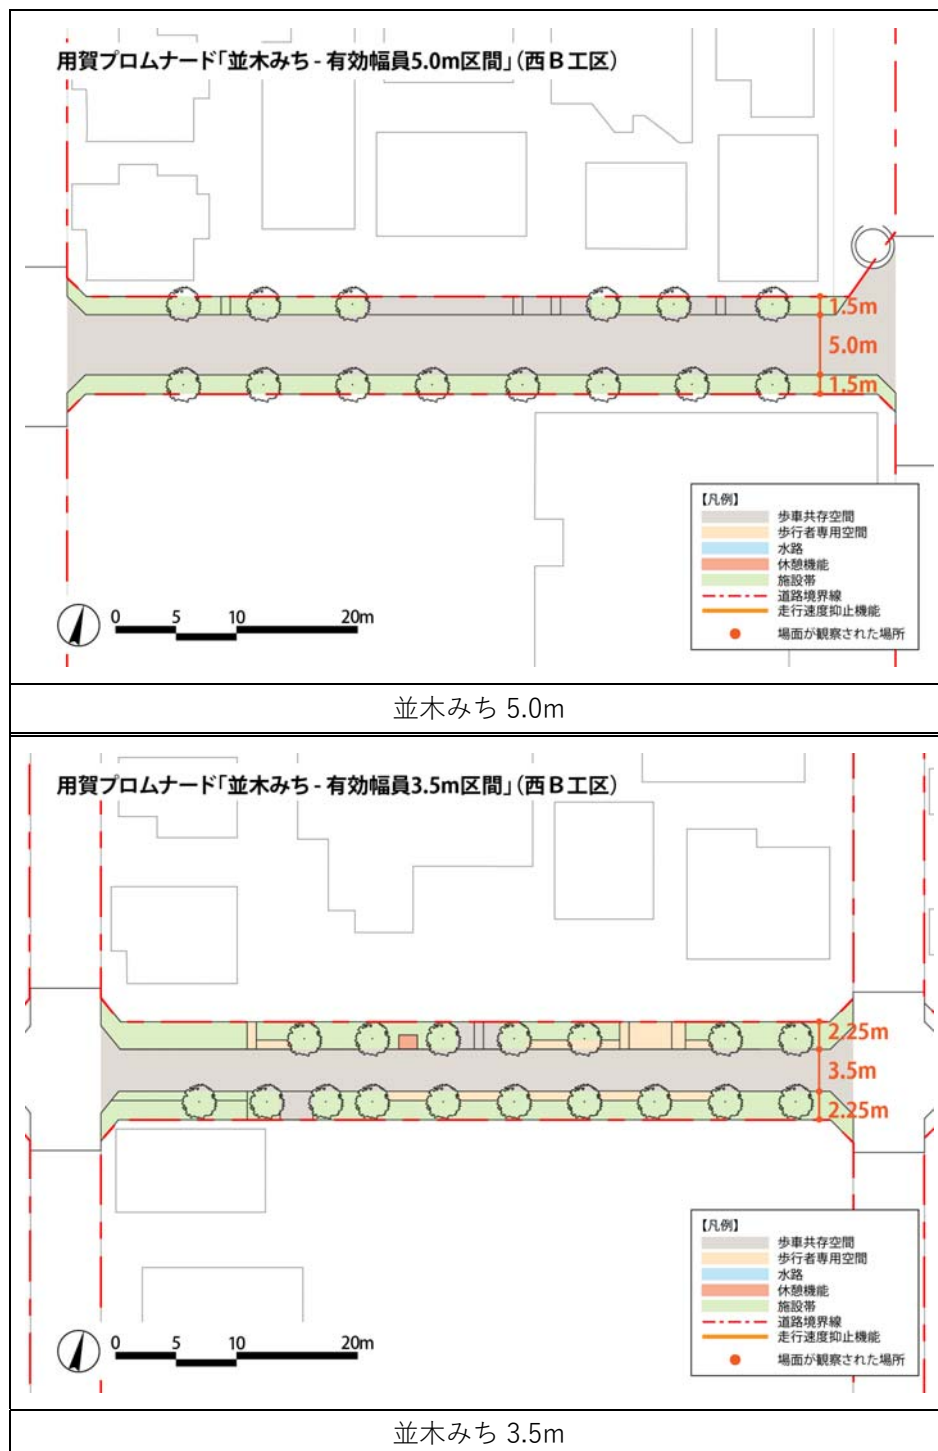 用賀プロムナード「並木みち - 有効幅員5.0m区間」（西B工区）
1.5m
5.0m
1.5m
【凡例】
歩車共存空間
歩行者専用空間
水路
休憩機能
施設帯
道路境界線
走行速度抑止機能
場面が観察された場所
0 5 10 20m
並木みち 5.0m
用賀プロムナード「並木みち - 有効幅員3.5m区間」（西B工区）
2.25m
3.5m
2.25m
【凡例】
歩車共存空間
歩行者専用空間
水路
休憩機能
施設帯
道路境界線
走行速度抑止機能
場面が観察された場所
0 5 10 20m
並木みち 3.5m